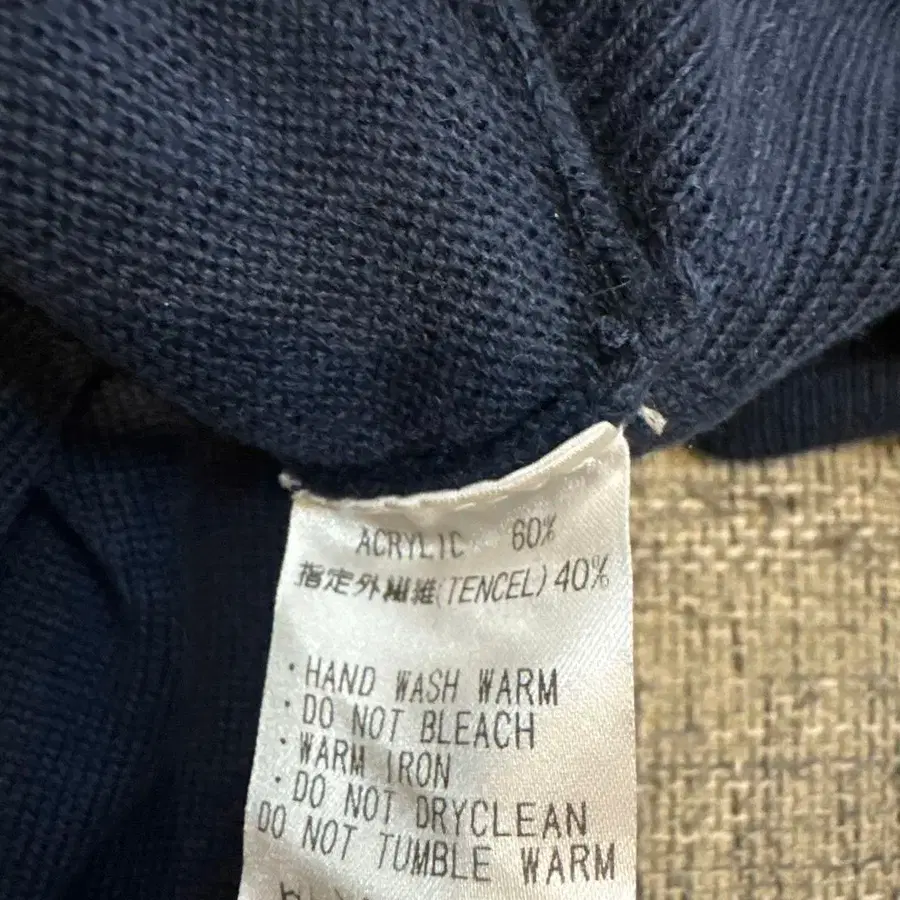 ACRYLIC 60%
指定外繊維(TENCEL) 40%
・HAND WASH WARM
・DO NOT BLEACH
・WARM IRON
・DO NOT DRYCLEAN
DO NOT TUMBLE WARM